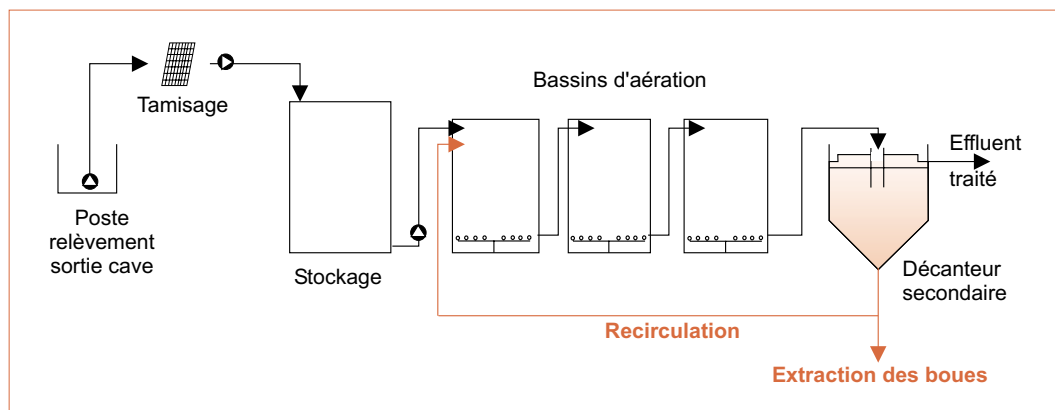 Bassins d'aération
Tamisage
Effluent
traité
Poste
relèvement
sortie cave
Stockage
Décanteur
secondaire
Recirculation
Extraction des boues